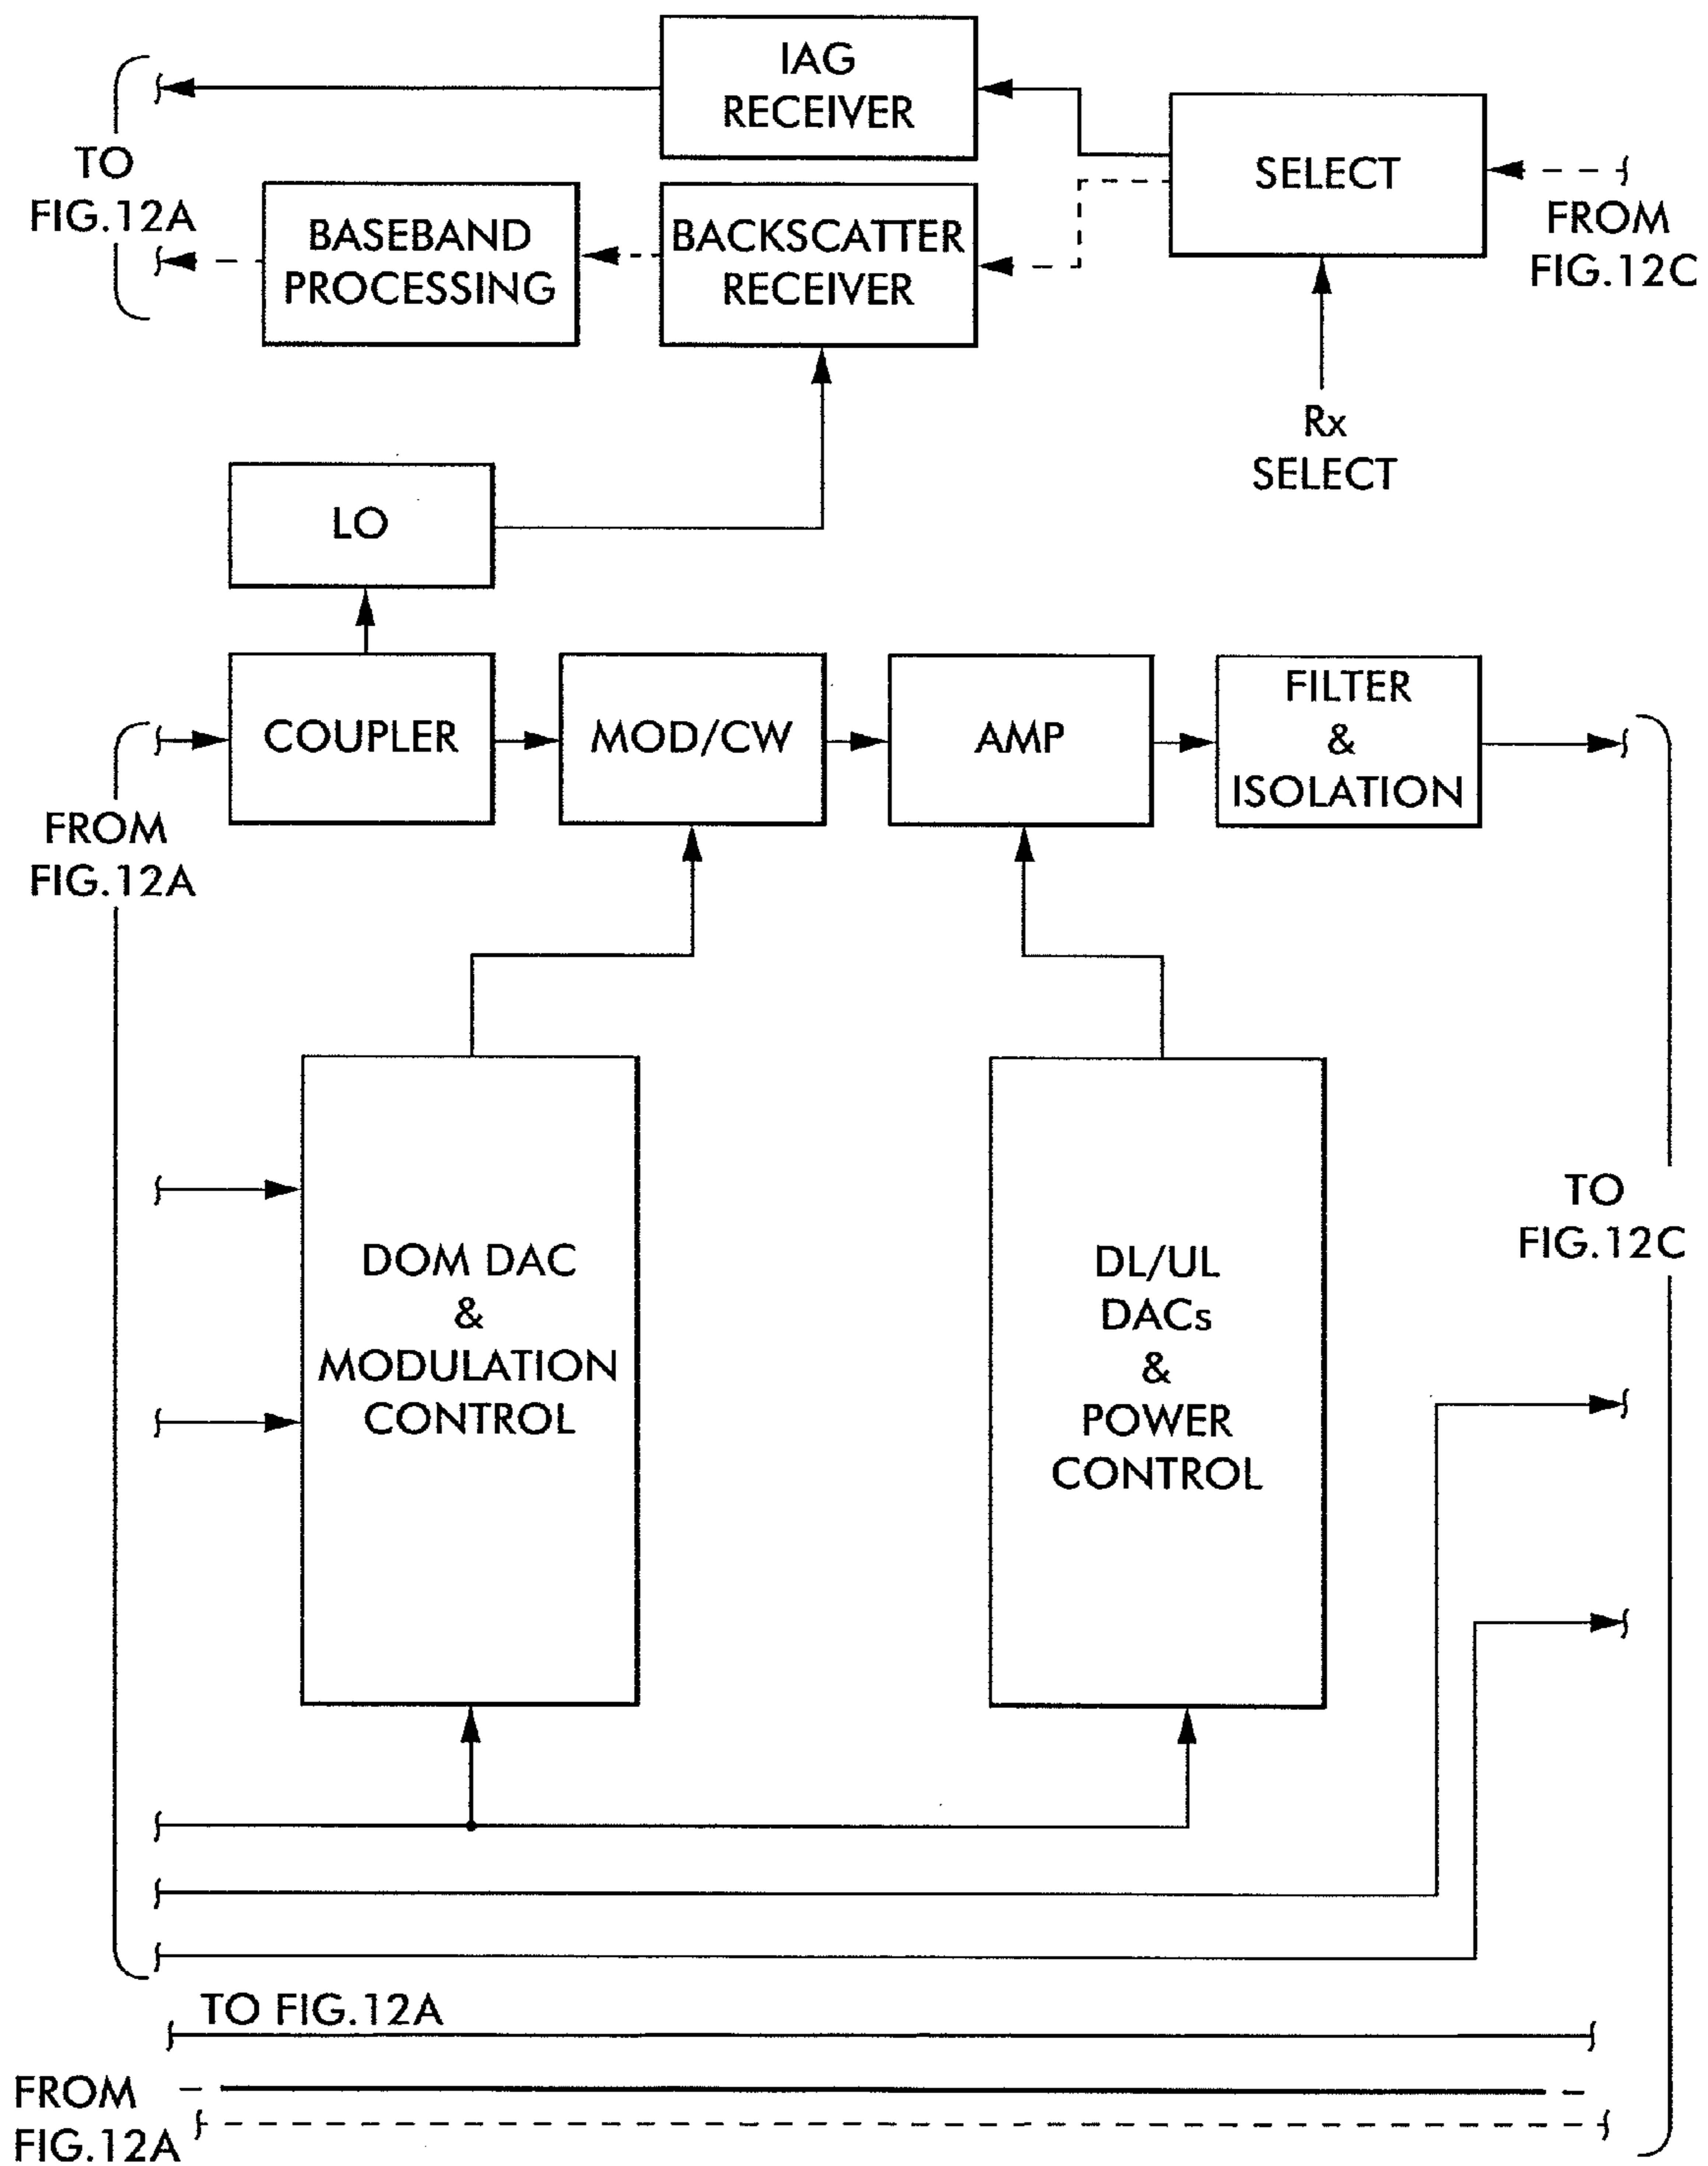 IAG
RECEIVER
TO
FIG.12A
SELECT
FROM
FIG.12C
BASEBAND
PROCESSING
BACKSCATTER
RECEIVER
Rx
SELECT
LO
COUPLER
MOD/CW
AMP
FILTER
&
ISOLATION
FROM
FIG.12A
DOM DAC
&
MODULATION
CONTROL
DL/UL
DACs
&
POWER
CONTROL
TO
FIG.12C
TO FIG.12A
FROM
FIG.12A